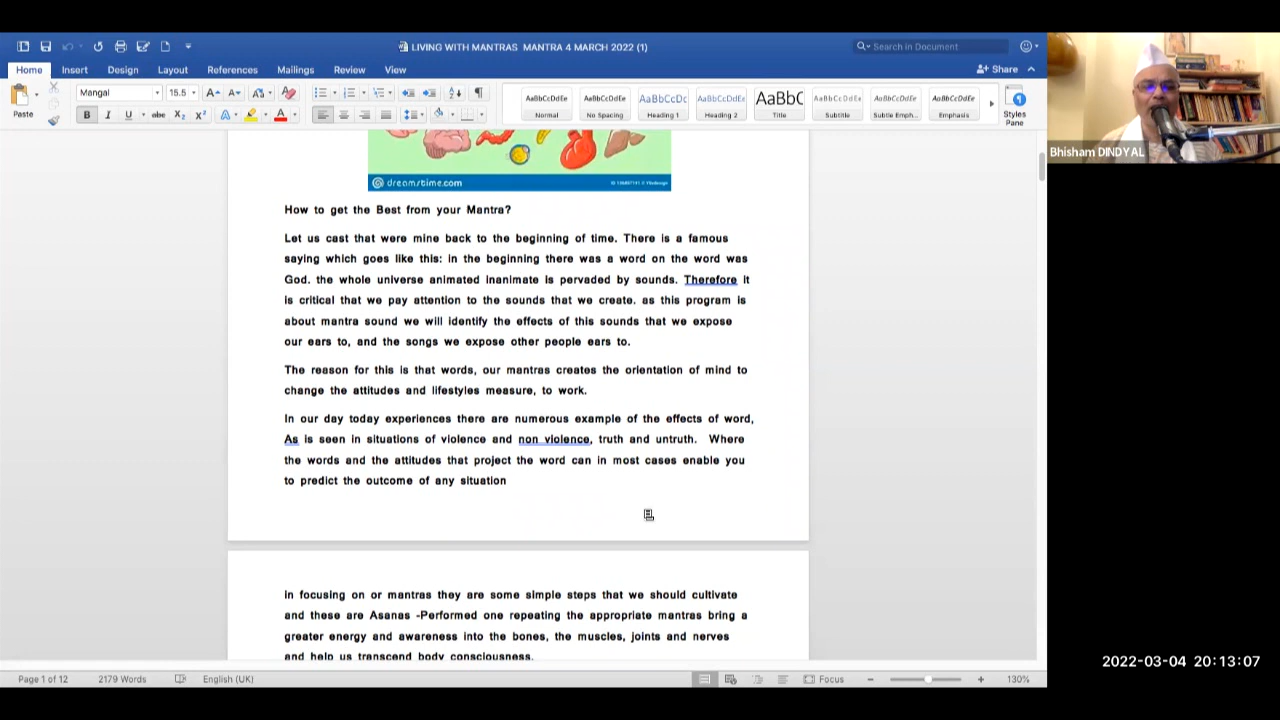 LIVING WITH MANTRAS MANTRA 4 MARCH 2022 (1)
Search in Document
Home Insert Design Layout References Mailings Review View
Share
Paste
Mangal 15.5
B I U abc X₂ X²
AaBbCcDdEe AaBbCcDdEe AaBbCcDc AaBbCcDdEe AaBbC AaBbCcDdEe AaBbCcDdEe AaBbCcDdEe
Normal No Spacing Heading 1 Heading 2 Title Subtitle Subtle Emph... Emphasis
Styles
Pane
dreamstime.com
How to get the Best from your Mantra?
Let us cast that were mine back to the beginning of time. There is a famous
saying which goes like this: in the beginning there was a word on the word was
God. the whole universe animated inanimate is pervaded by sounds. Therefore it
is critical that we pay attention to the sounds that we create. as this program is
about mantra sound we will identify the effects of this sounds that we expose
our ears to, and the songs we expose other people ears to.
The reason for this is that words, our mantras creates the orientation of mind to
change the attitudes and lifestyles measure, to work.
In our day today experiences there are numerous example of the effects of word,
As is seen in situations of violence and non violence, truth and untruth. Where
the words and the attitudes that project the word can in most cases enable you
to predict the outcome of any situation
in focusing on or mantras they are some simple steps that we should cultivate
and these are Asanas -Performed one repeating the appropriate mantras bring a
greater energy and awareness into the bones, the muscles, joints and nerves
and help us transcend body consciousness.
Page 1 of 12 2179 Words English (UK) Focus 130%
Bhisham DINDYAL
2022-03-04 20:13:07